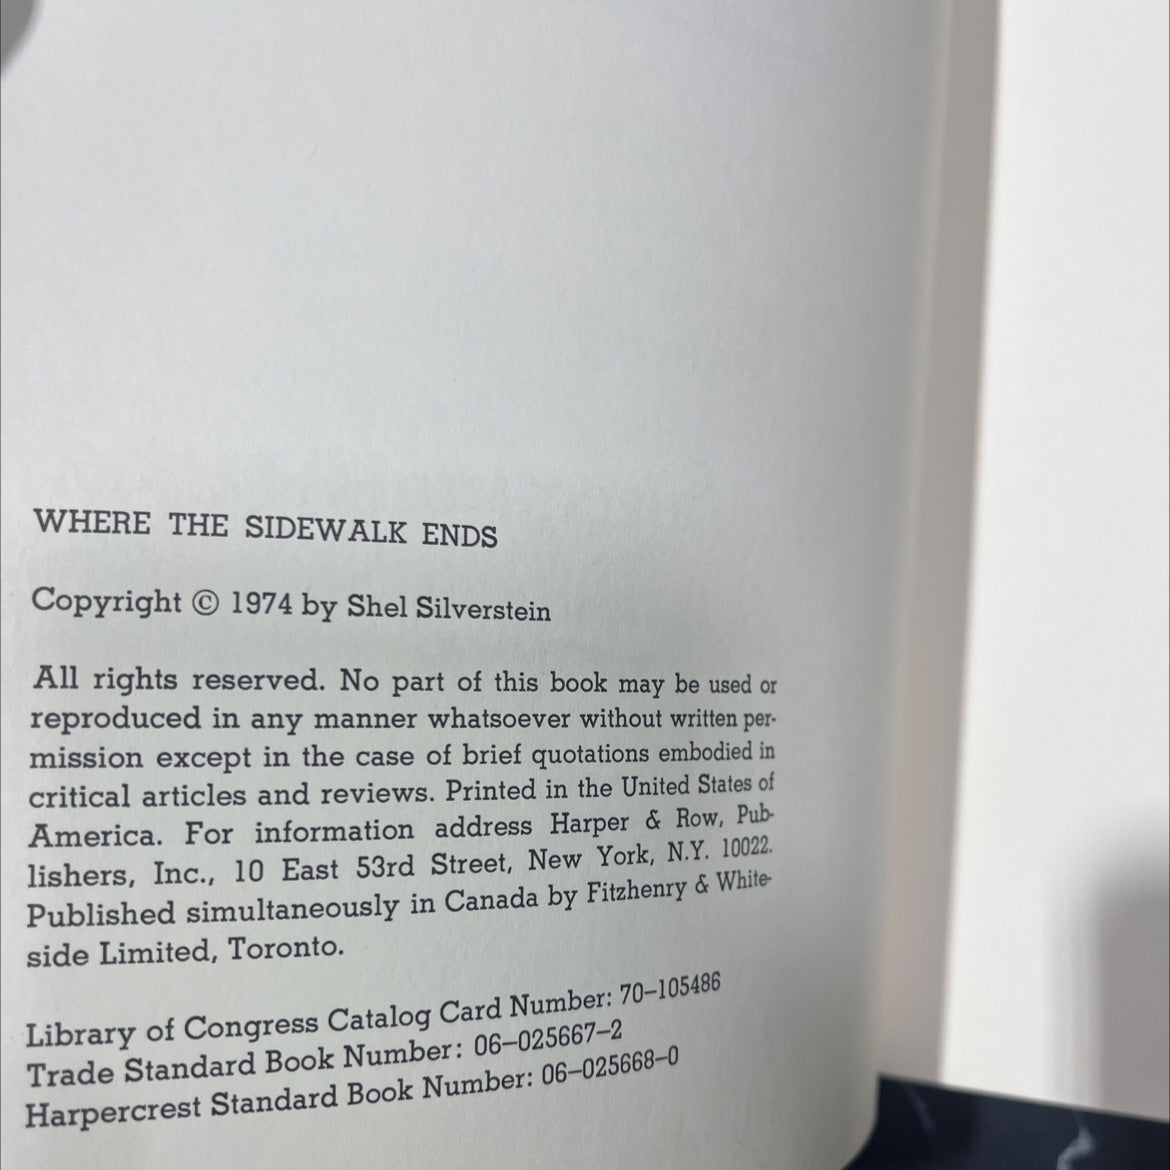 WHERE THE SIDEWALK ENDS
Copyright © 1974 by Shel Silverstein
All rights reserved. No part of this book may be used or
reproduced in any manner whatsoever without written per-
mission except in the case of brief quotations embodied in
critical articles and reviews. Printed in the United States of
America. For information address Harper & Row, Pub-
lishers, Inc., 10 East 53rd Street, New York, N.Y. 10022.
Published simultaneously in Canada by Fitzhenry & White-
side Limited, Toronto.
Library of Congress Catalog Card Number: 70–105486
Trade Standard Book Number: 06–025667–2
Harpercrest Standard Book Number: 06–025668–0